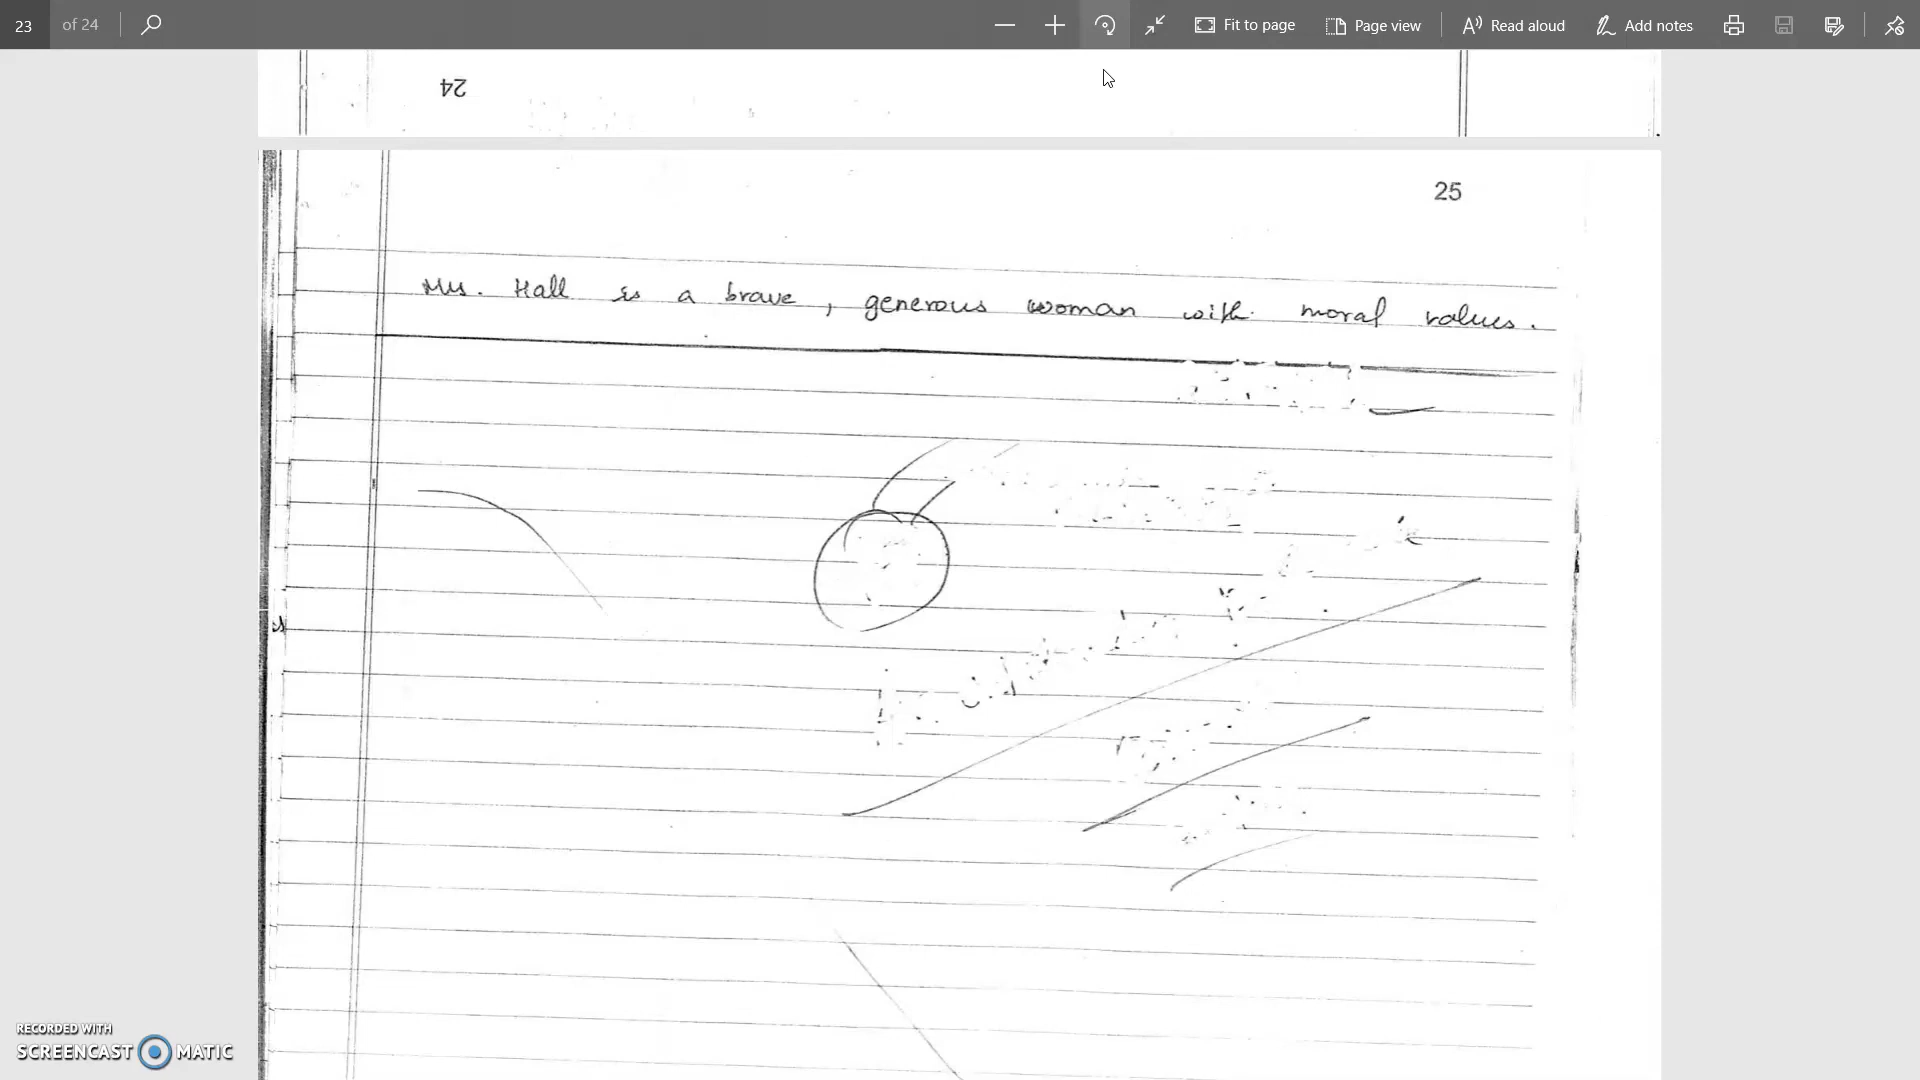 23 of 24
Fit to page
Page view
Read aloud
Add notes
24
25
Mrs. Hall is a brave, generous woman with moral values.
RECORDED WITH
SCREENCAST MATIC